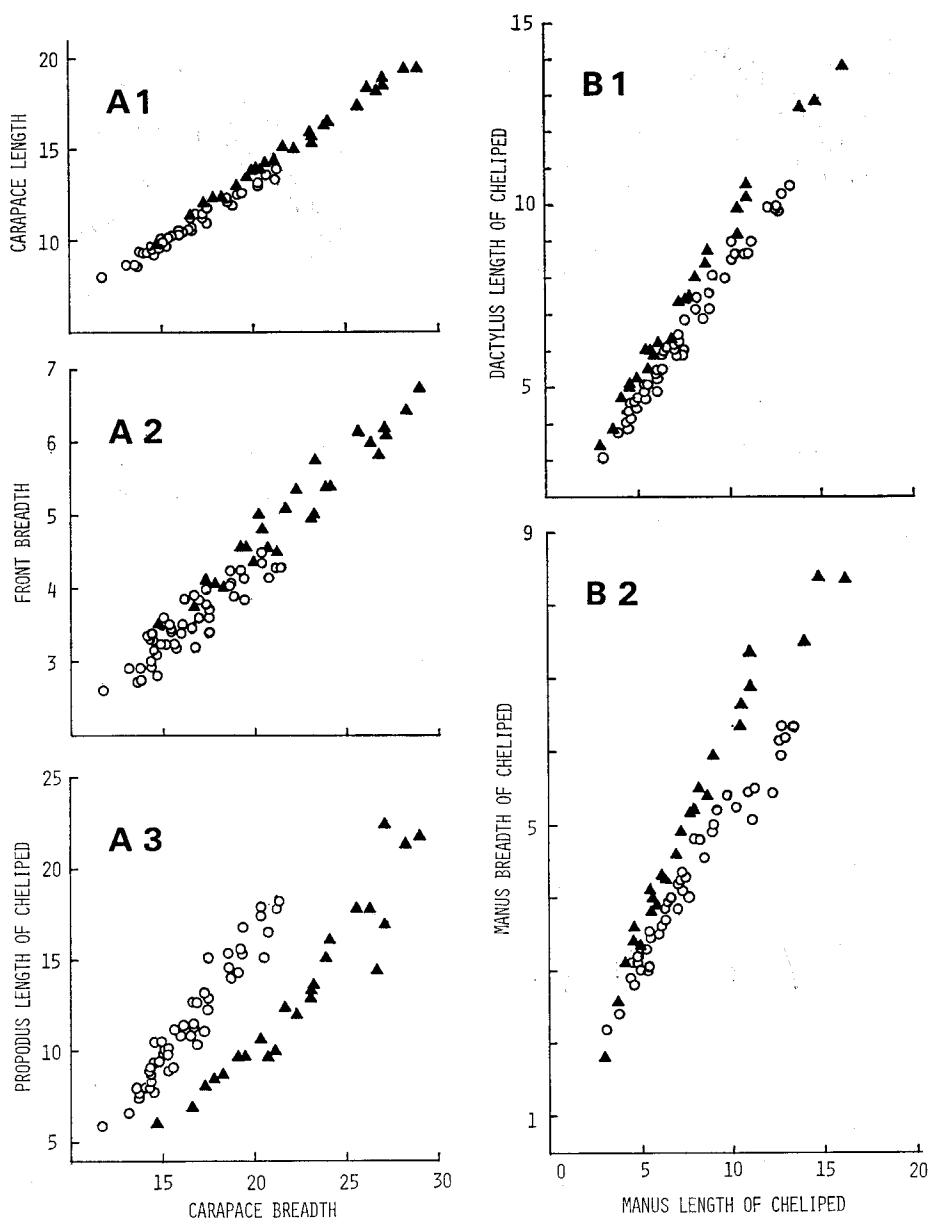 A1
CARAPACE LENGTH
20
15
10
A2
FRONT BREADTH
7
6
5
4
3
A3
PROPODUS LENGTH OF CHELIPED
25
20
15
10
5
15 20 25 30
CARAPACE BREADTH
B1
DACTYLUS LENGTH OF CHELIPED
15
10
5
B2
MANUS BREADTH OF CHELIPED
9
5
1
0 5 10 15 20
MANUS LENGTH OF CHELIPED